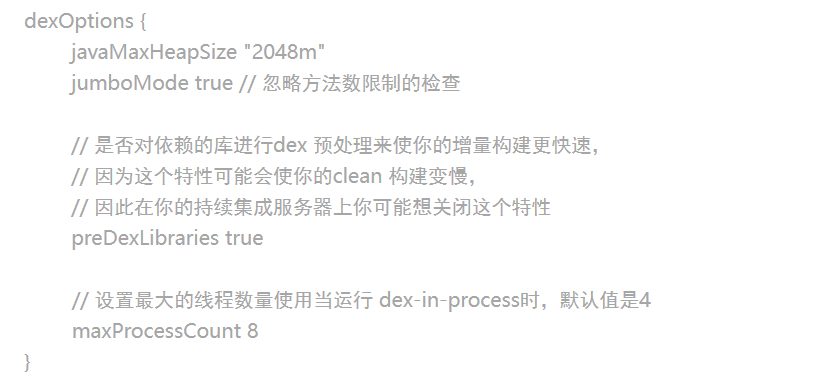 dexOptions {
javaMaxHeapSize "2048m"
jumboMode true // 忽略方法数限制的检查
// 是否对依赖的库进行dex 预处理来使你的增量构建更快速，
// 因为这个特性可能会使你的clean 构建变慢，
// 因此在你的持续集成服务器上你可能想关闭这个特性
preDexLibraries true
// 设置最大的线程数量使用当运行 dex-in-process时，默认值是4
maxProcessCount 8
}